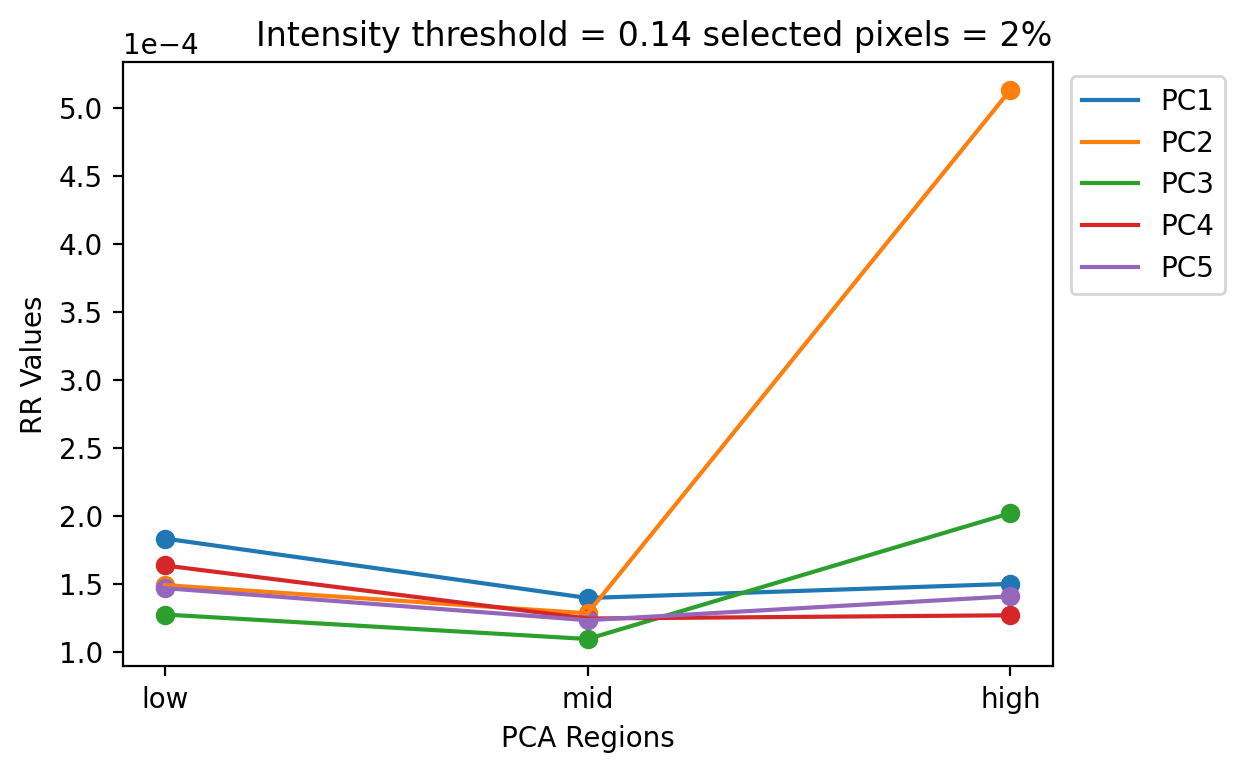 Intensity threshold = 0.14 selected pixels = 2%
1e−4
5.0
4.5
4.0
3.5
3.0
2.5
2.0
1.5
1.0
RR Values
low mid high
PCA Regions
PC1
PC2
PC3
PC4
PC5